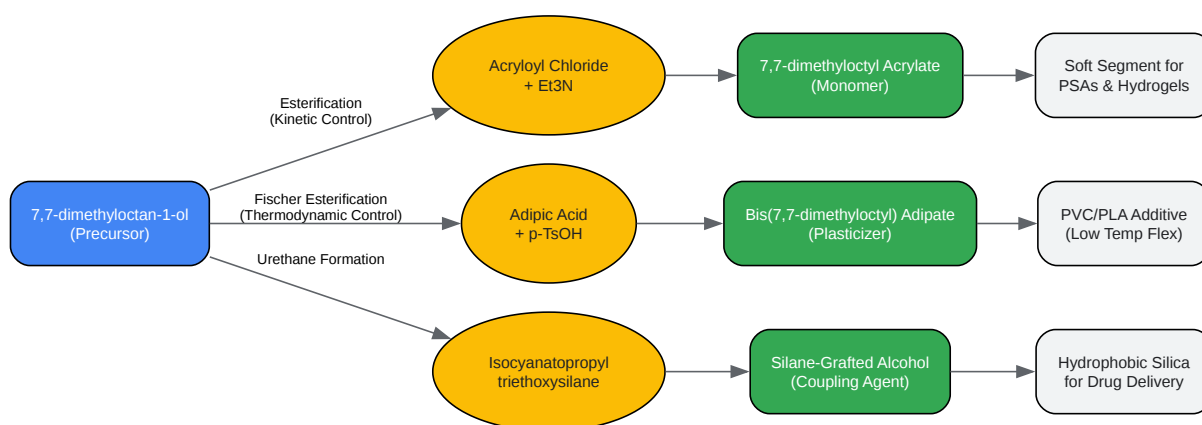 7,7-dimethyloctan-1-ol
(Precursor)
Esterification
(Kinetic Control)
Acryloyl Chloride
+ Et3N
7,7-dimethyloctyl Acrylate
(Monomer)
Soft Segment for
PSAs & Hydrogels
Fischer Esterification
(Thermodynamic Control)
Adipic Acid
+ p-TsOH
Bis(7,7-dimethyloctyl) Adipate
(Plasticizer)
PVC/PLA Additive
(Low Temp Flex)
Urethane Formation
Isocyanatopropyl
triethoxysilane
Silane-Grafted Alcohol
(Coupling Agent)
Hydrophobic Silica
for Drug Delivery